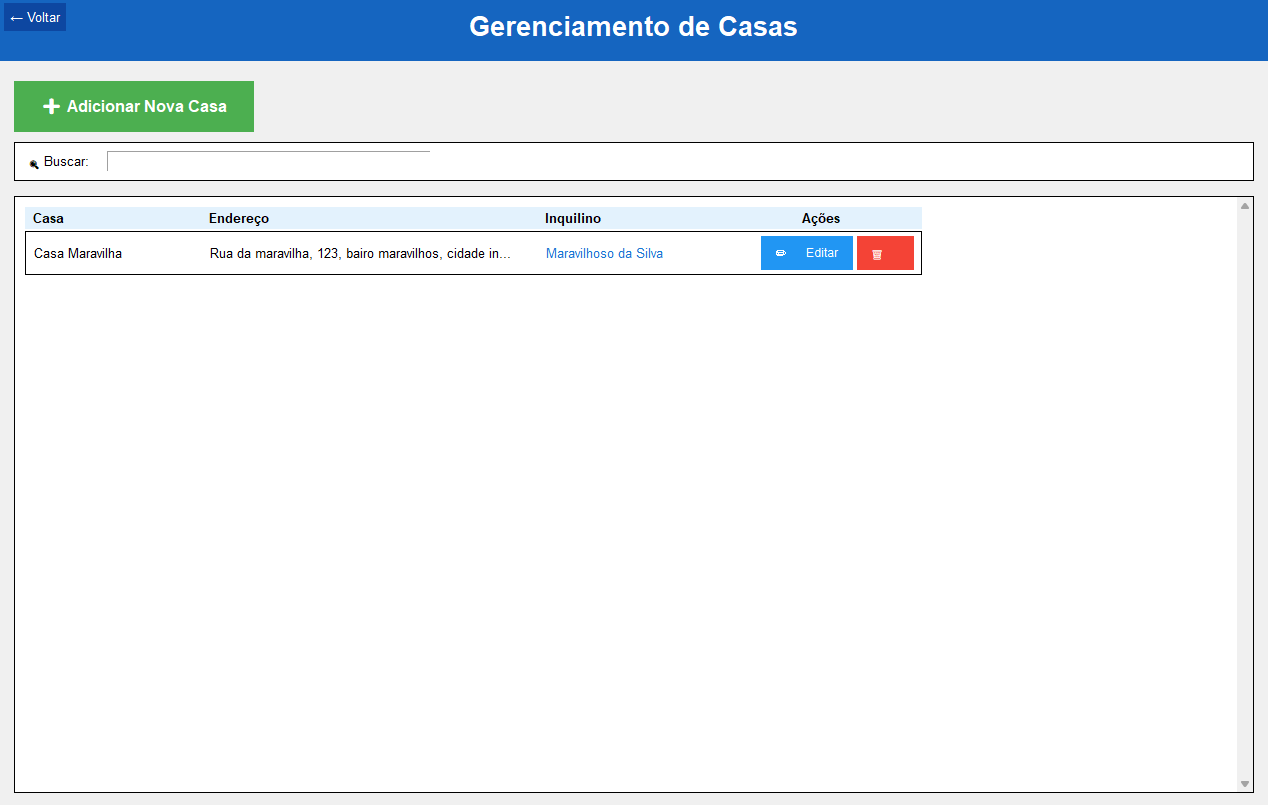 ← Voltar
Gerenciamento de Casas
+ Adicionar Nova Casa
Buscar:
Casa Endereço Inquilino Ações
Casa Maravilha Rua da maravilha, 123, bairo maravilhos, cidade in... Maravilhoso da Silva Editar